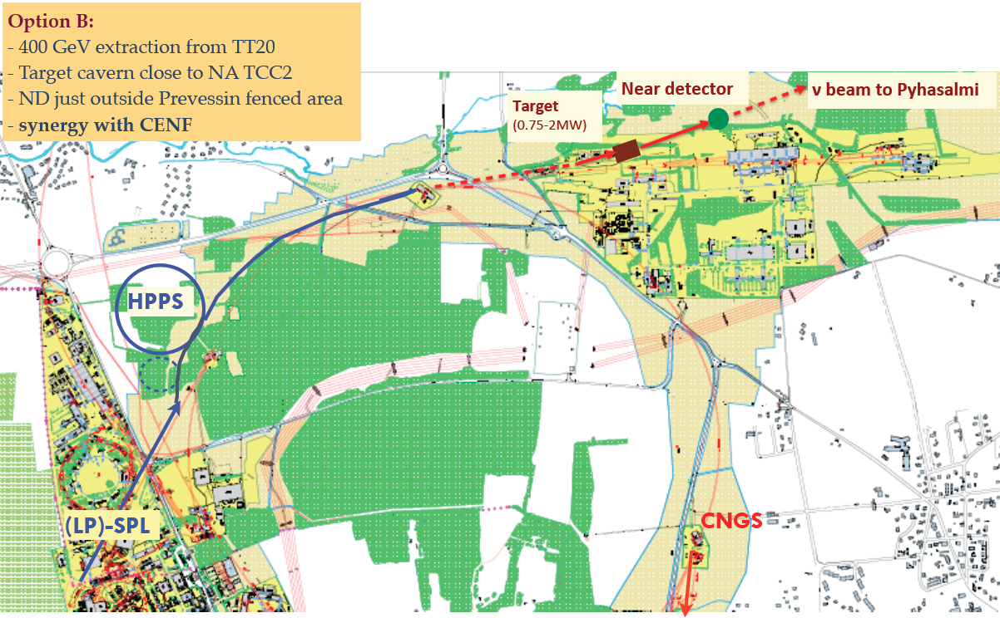 Option B:
- 400 GeV extraction from TT20
- Target cavern close to NA TCC2
- ND just outside Prevessin fenced area
- synergy with CENF
Near detector
ν beam to Pyhasalmi
Target
(0.75-2MW)
HPPS
(LP)-SPL
CNGS